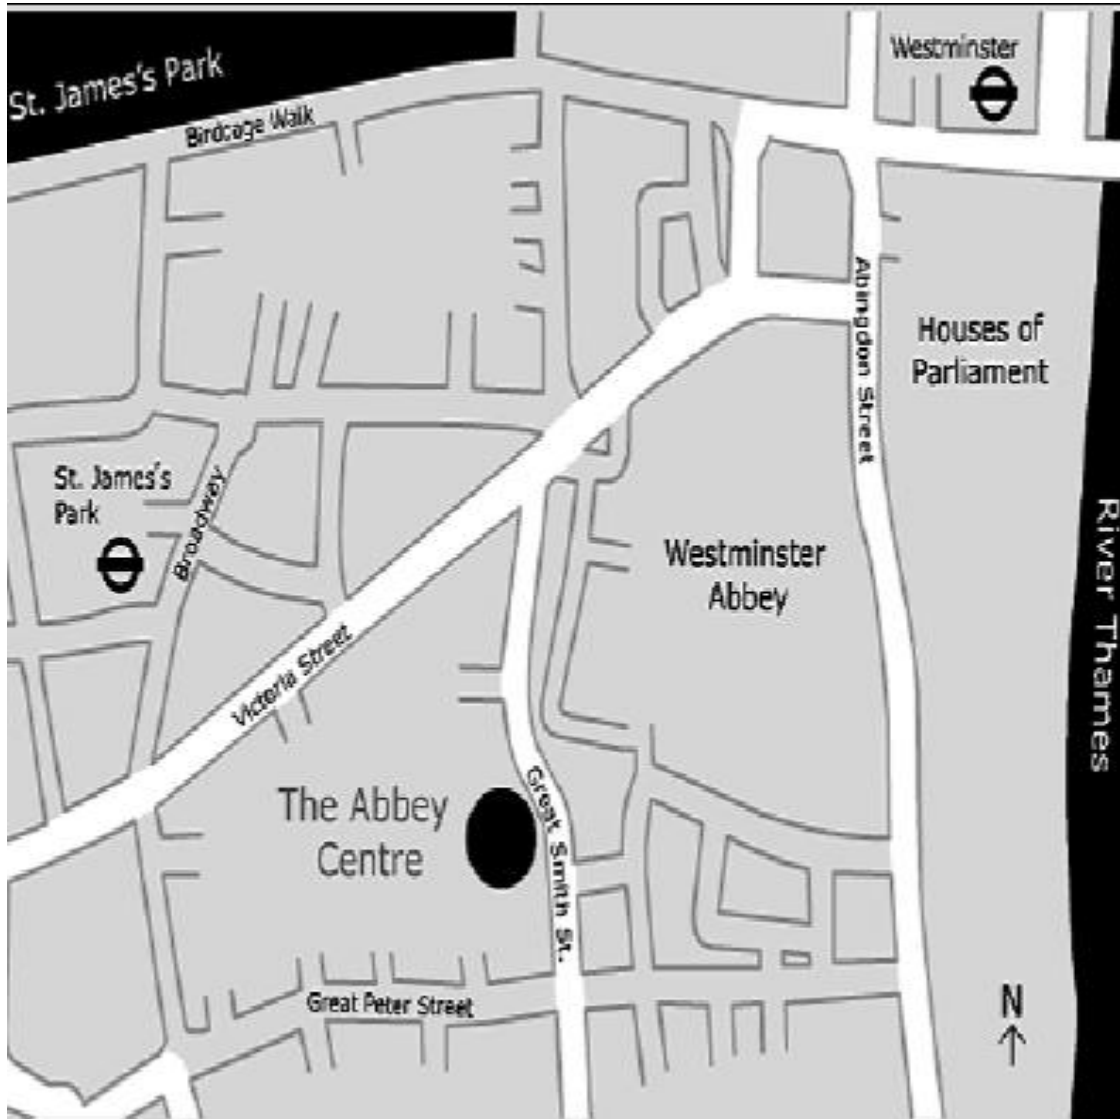 Westminster
St. James's Park
Birdcage Walk
Abingdon Street
Houses of
Parliament
St. James's
Park
Broadway
River Thames
Westminster
Abbey
Victoria Street
The Abbey
Centre
Great Smith St.
Great Peter Street
N